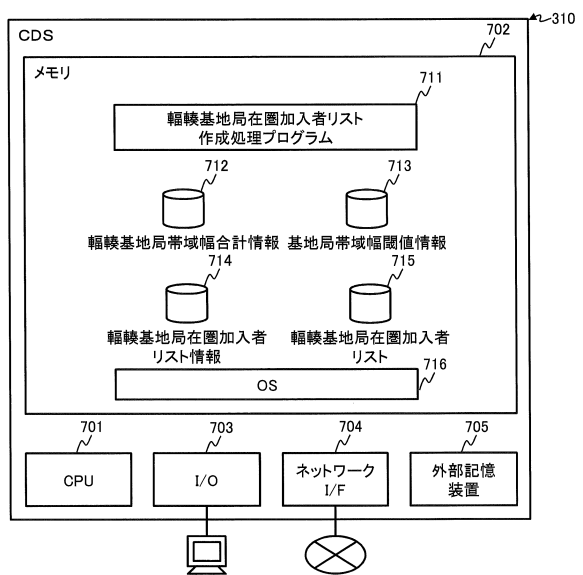 310
CDS
702
メモリ
711
輻輳基地局在圏加入者リスト
作成処理プログラム
712
713
輻輳基地局帯域幅合計情報
基地局帯域幅閾値情報
714
715
輻輳基地局在圏加入者
リスト情報
輻輳基地局在圏加入者
リスト
716
OS
701
703
704
705
CPU
I/O
ネットワーク
I/F
外部記憶
装置